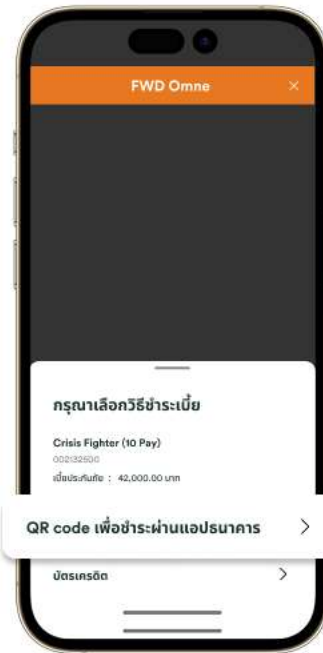 FWD Omne ×
กรุณาเลือกวิธีชำระเบี้ย
Crisis Fighter (10 Pay)
เบี้ยประกันภัย : 42,000.00 บาท
QR code เพื่อชำระผ่านแอปธนาคาร
บัตรเครดิต